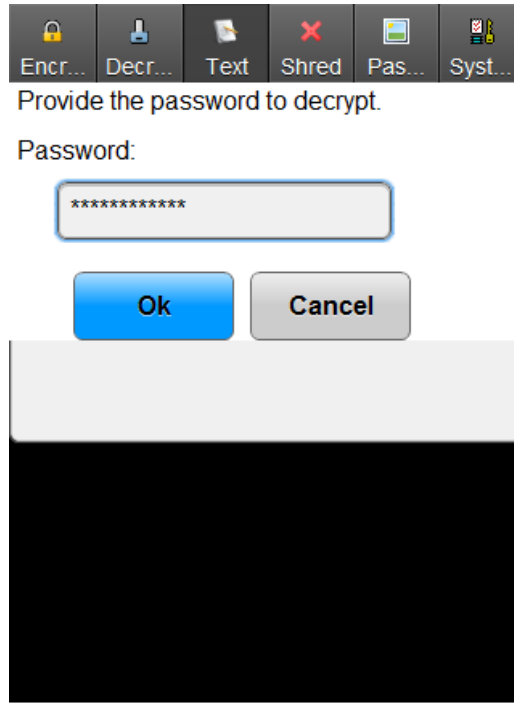 Encr... Decr... Text Shred Pas... Syst...
Provide the password to decrypt.
Password:
************
Ok Cancel